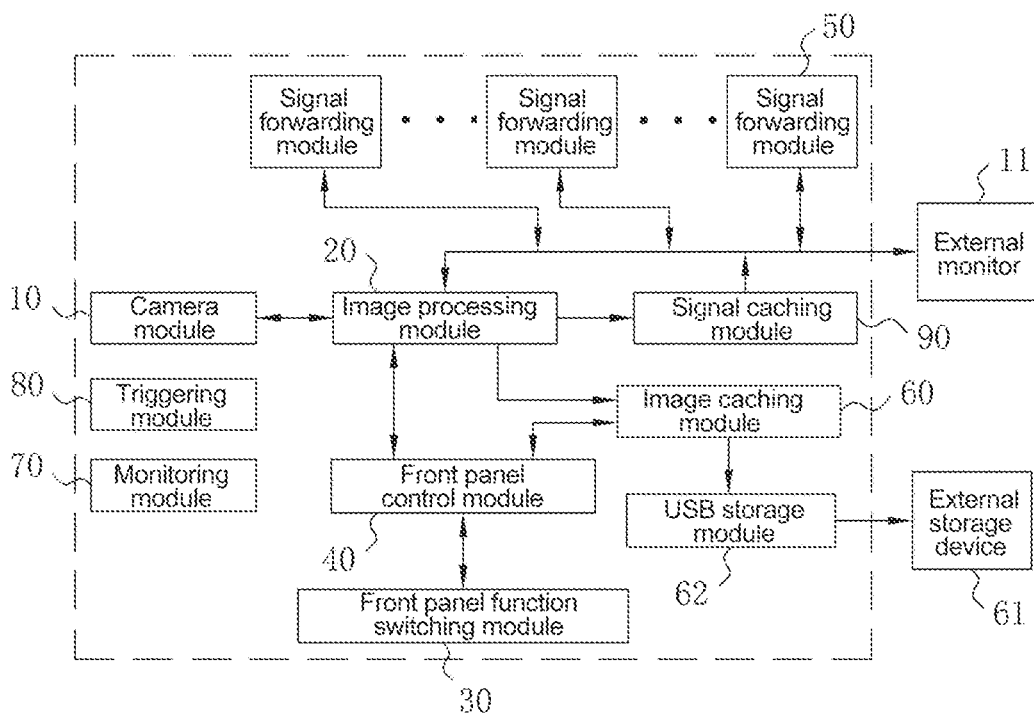 50
Signal
forwarding
module
Signal
forwarding
module
Signal
forwarding
module
11
External
monitor
20
10
Camera
module
Image processing
module
Signal caching
module
90
80
Triggering
module
Image caching
module
60
70
Monitoring
module
Front panel
control module
USB storage
module
External
storage
device
40
62
61
Front panel function
switching module
30